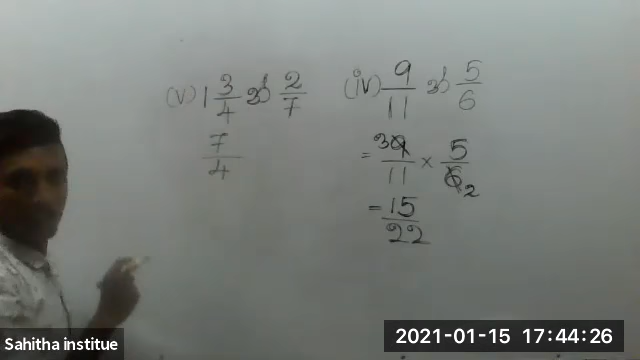 (v) 1 3/4 න් 2/7
7/4
(iv) 9/11 න් 5/6
= 3 9/11 × 5/6 2
= 15/22
Sahitha institue
2021-01-15 17:44:26